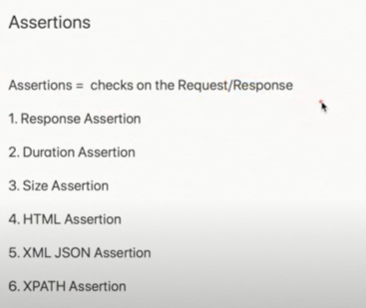 Assertions
Assertions = checks on the Request/Response
1. Response Assertion
2. Duration Assertion
3. Size Assertion
4. HTML Assertion
5. XML JSON Assertion
6. XPATH Assertion